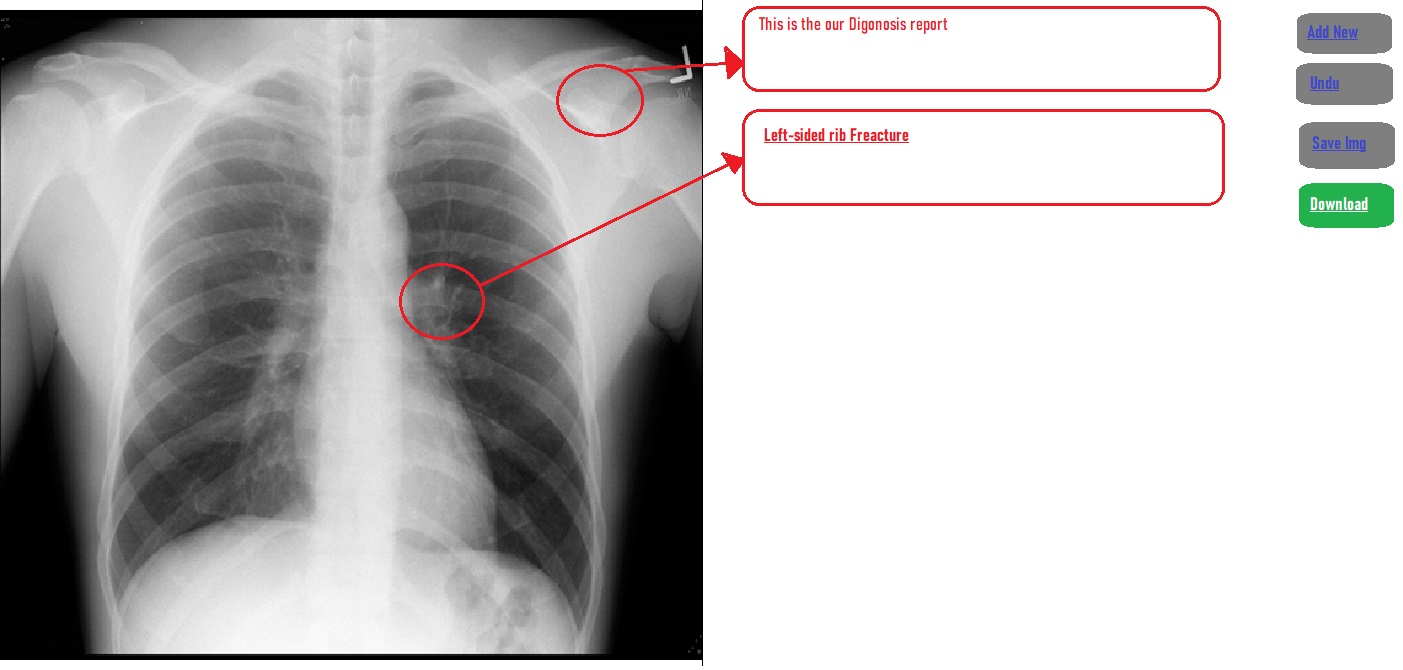 This is the our Digonosis report
Left-sided rib Freacture
Add New
Undu
Save Img
Download
L